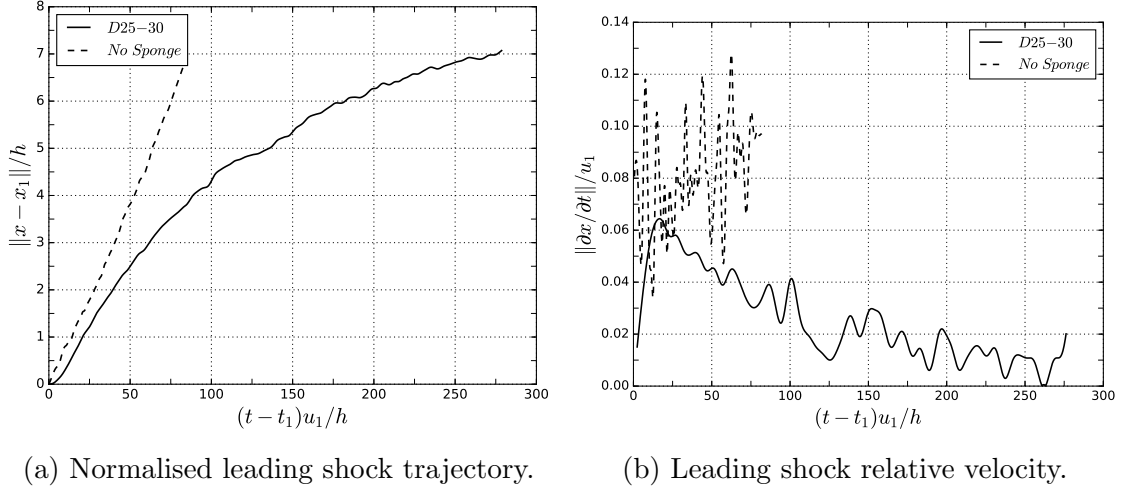 8
7
6
5
4
3
2
1
0
‖x − x₁‖/h
D25−30
No Sponge
0 50 100 150 200 250 300
(t − t₁)u₁/h
(a) Normalised leading shock trajectory.
0.14
0.12
0.10
0.08
0.06
0.04
0.02
0.00
‖∂x/∂t‖/u₁
D25−30
No Sponge
0 50 100 150 200 250 300
(t − t₁)u₁/h
(b) Leading shock relative velocity.